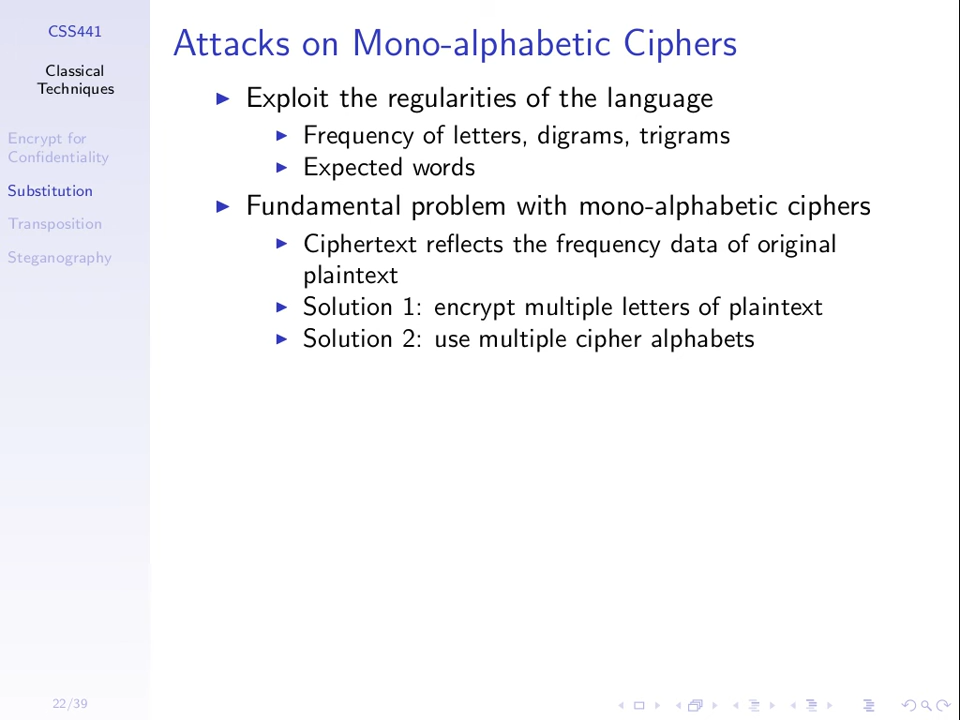 CSS441
Classical
Techniques
Encrypt for
Confidentiality
Substitution
Transposition
Steganography
22/39
Attacks on Mono-alphabetic Ciphers
Exploit the regularities of the language
Frequency of letters, digrams, trigrams
Expected words
Fundamental problem with mono-alphabetic ciphers
Ciphertext reflects the frequency data of original
plaintext
Solution 1: encrypt multiple letters of plaintext
Solution 2: use multiple cipher alphabets